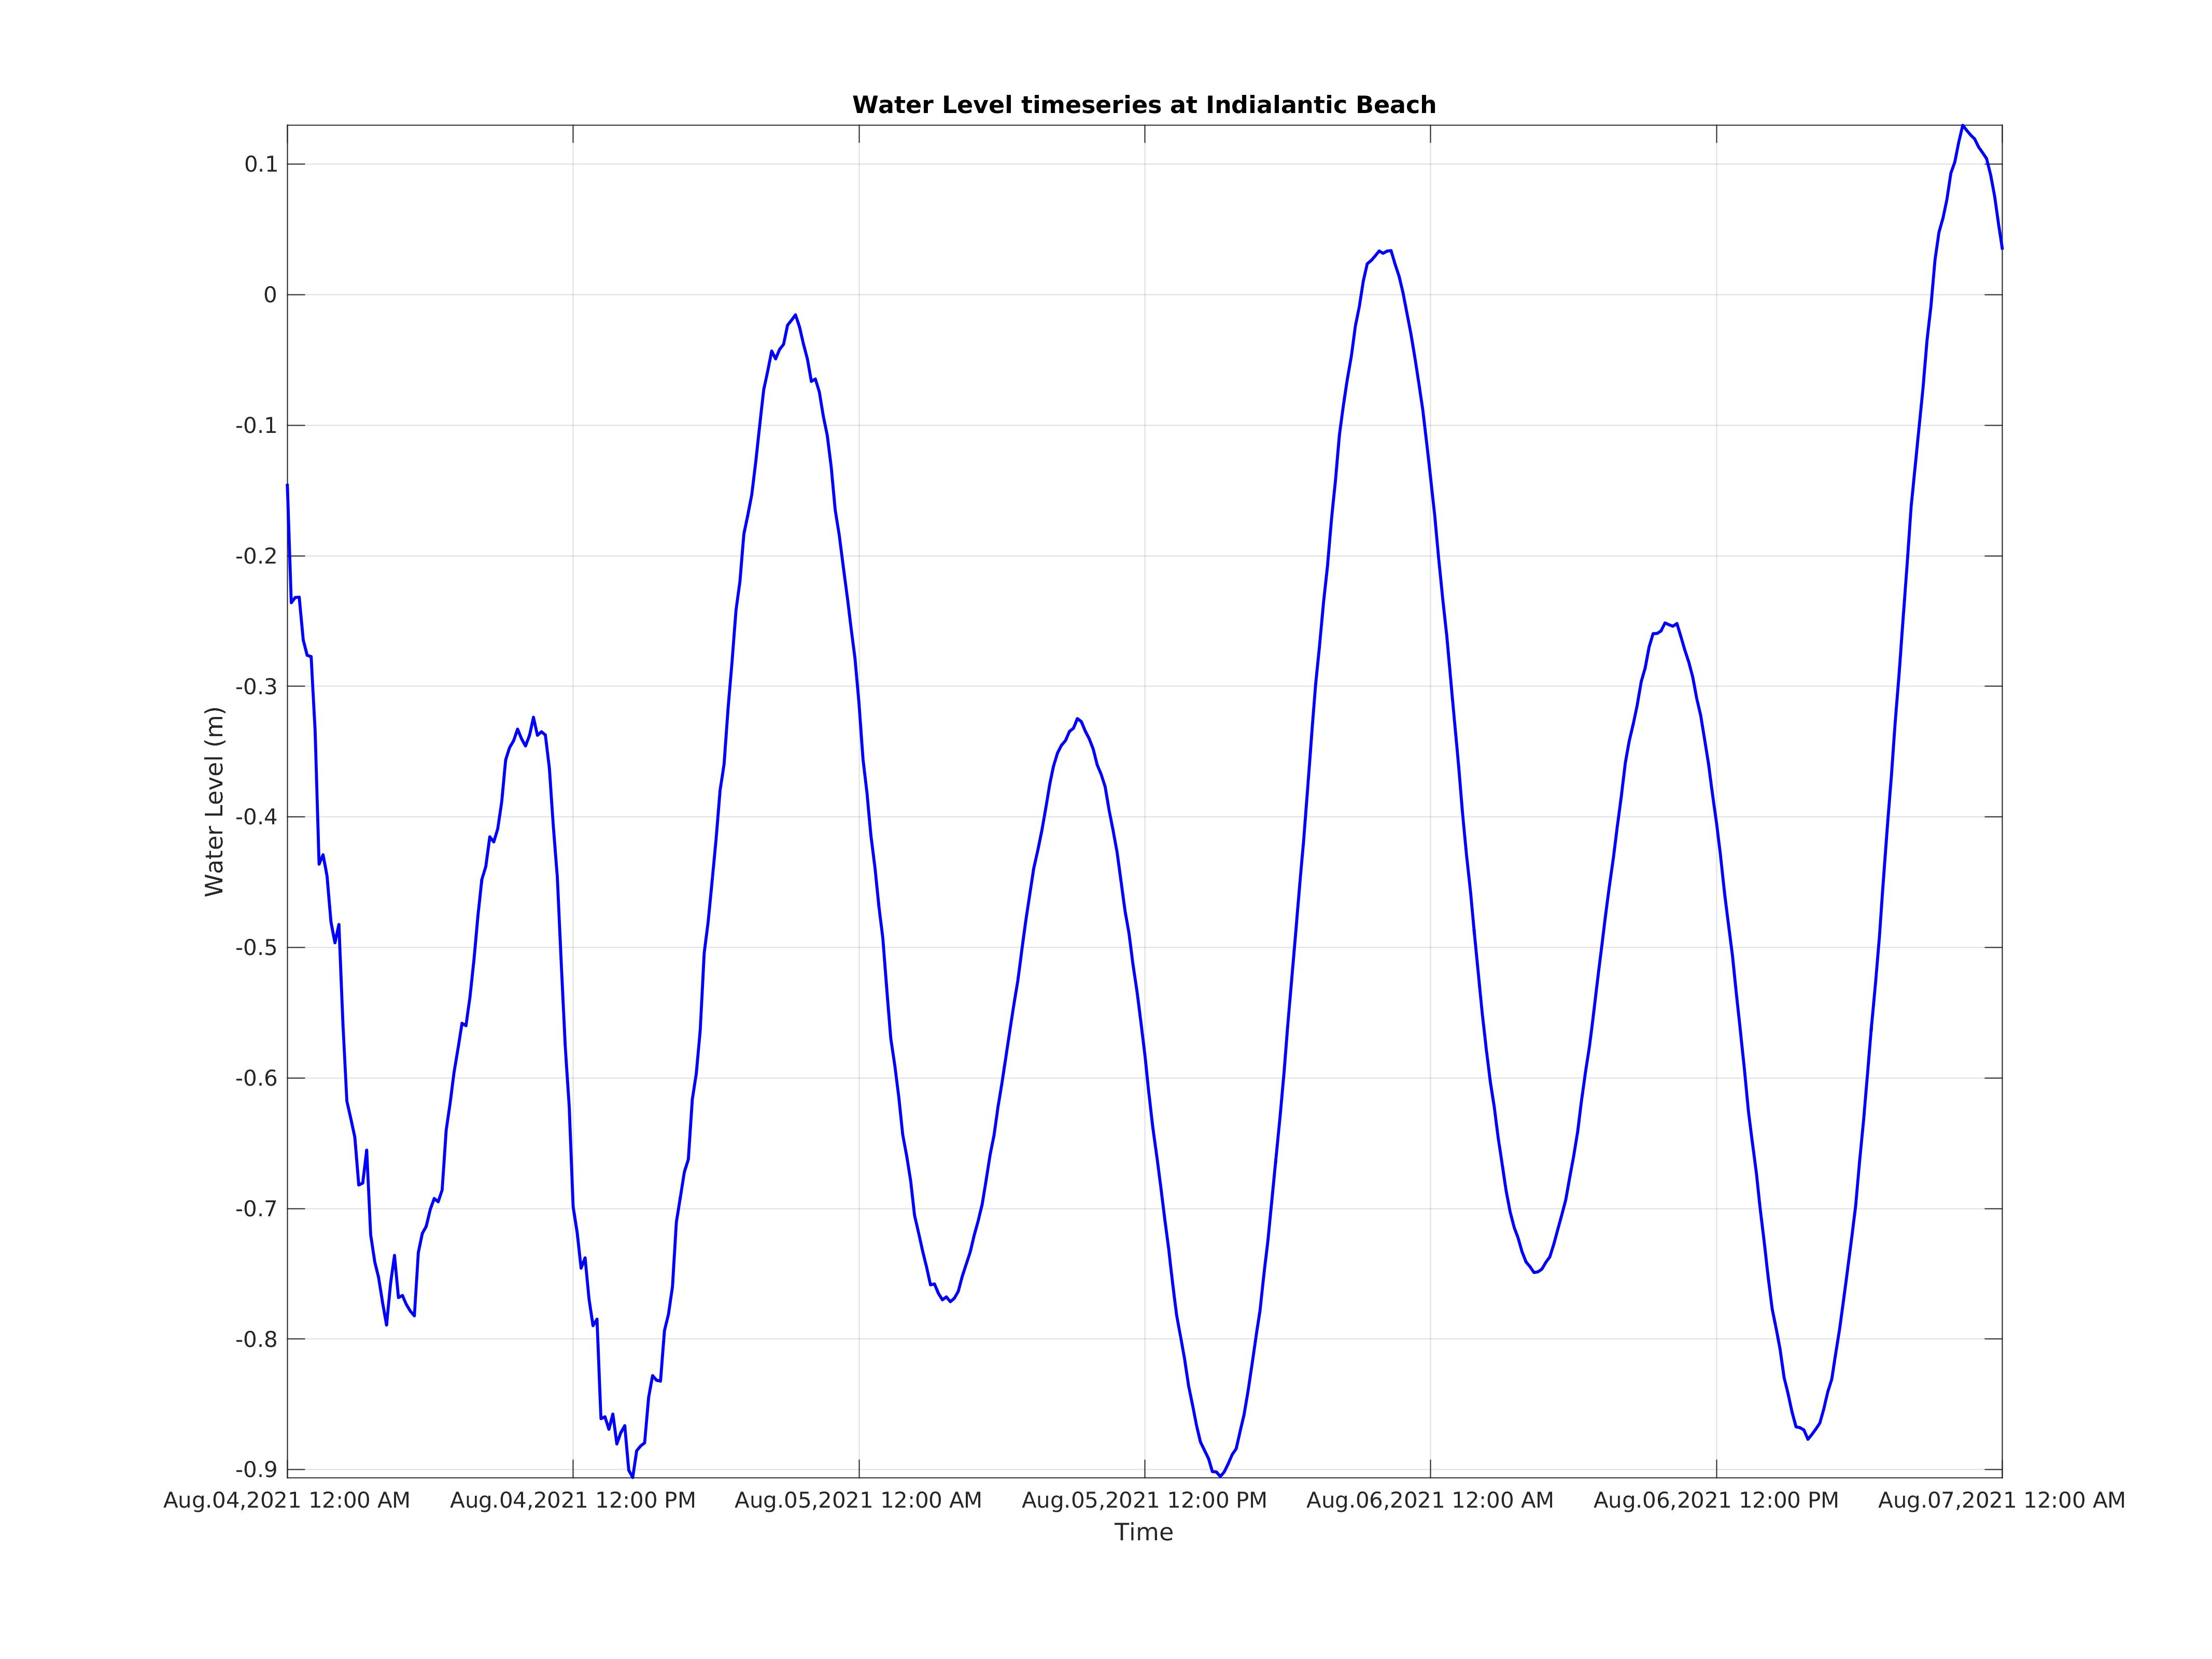 Water Level timeseries at Indialantic Beach
0.1
0
-0.1
-0.2
-0.3
-0.4
-0.5
-0.6
-0.7
-0.8
-0.9
Water Level (m)
Aug.04,2021 12:00 AM
Aug.04,2021 12:00 PM
Aug.05,2021 12:00 AM
Aug.05,2021 12:00 PM
Aug.06,2021 12:00 AM
Aug.06,2021 12:00 PM
Aug.07,2021 12:00 AM
Time